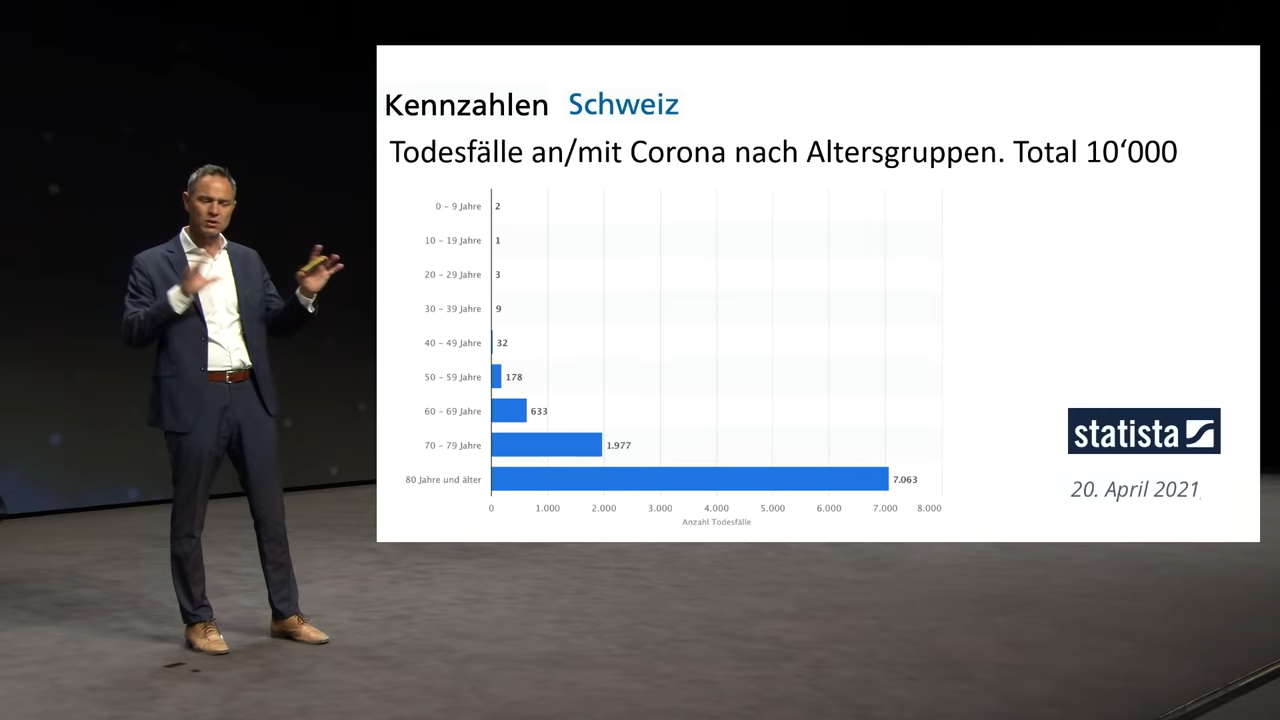 Kennzahlen Schweiz
Todesfälle an/mit Corona nach Altersgruppen. Total 10‘000
0 – 9 Jahre 2
10 – 19 Jahre 1
20 – 29 Jahre 3
30 – 39 Jahre 9
40 – 49 Jahre 32
50 – 59 Jahre 178
60 – 69 Jahre 633
70 – 79 Jahre 1.977
80 Jahre und älter 7.063
0 1.000 2.000 3.000 4.000 5.000 6.000 7.000 8.000
Anzahl Todesfälle
statista
20. April 2021